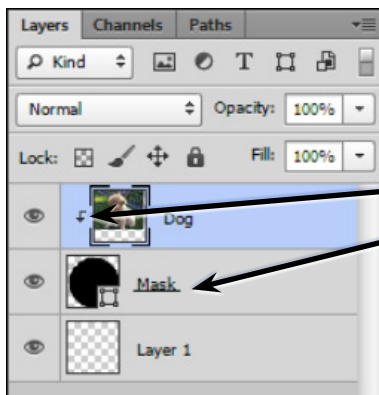 Layers Channels Paths
Kind T
Normal Opacity: 100%
Lock: Fill: 100%
Dog
Mask
Layer 1